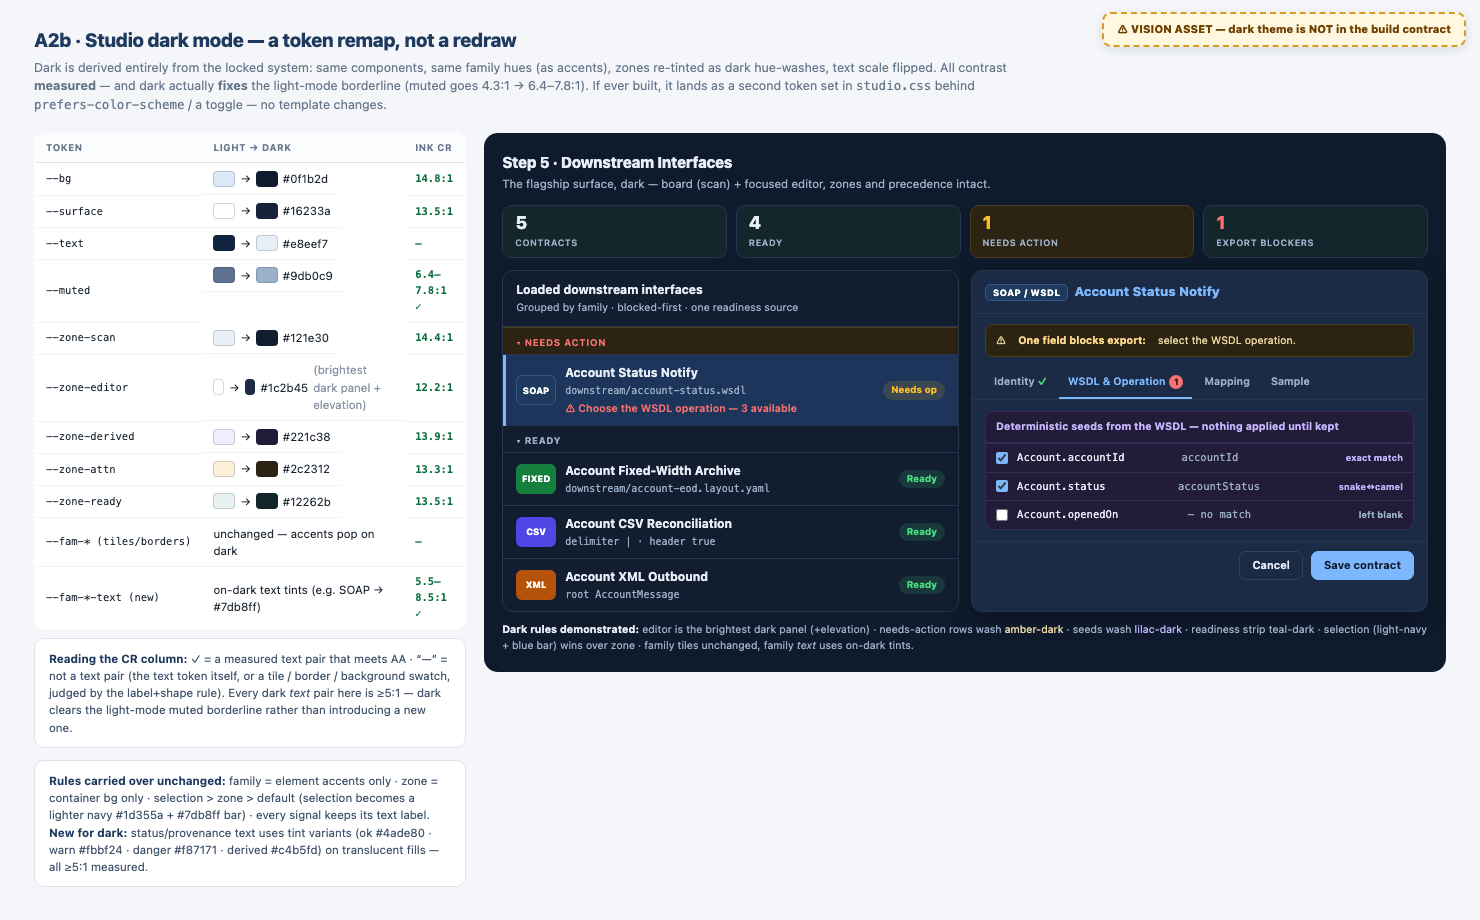 ⚠ VISION ASSET — dark theme is NOT in the build contract
A2b · Studio dark mode — a token remap, not a redraw
Dark is derived entirely from the locked system: same components, same family hues (as accents), zones re-tinted as dark hue-washes, text scale flipped. All contrast
measured — and dark actually fixes the light-mode borderline (muted goes 4.3:1 → 6.4–7.8:1). If ever built, it lands as a second token set in studio.css behind
prefers-color-scheme / a toggle — no template changes.
TOKEN LIGHT → DARK INK CR
--bg → #0f1b2d 14.8:1
--surface → #16233a 13.5:1
--text → #e8eef7 —
--muted → #9db0c9 6.4–
7.8:1
✓
--zone-scan → #121e30 14.4:1
--zone-editor → #1c2b45 (brightest
dark panel +
elevation) 12.2:1
--zone-derived → #221c38 13.9:1
--zone-attn → #2c2312 13.3:1
--zone-ready → #12262b 13.5:1
--fam-* (tiles/borders) unchanged — accents pop on
dark —
--fam-*-text (new) on-dark text tints (e.g. SOAP →
#7db8ff) 5.5–
8.5:1
✓
Reading the CR column: ✓ = a measured text pair that meets AA · “—” =
not a text pair (the text token itself, or a tile / border / background swatch,
judged by the label+shape rule). Every dark text pair here is ≥5:1 — dark
clears the light-mode muted borderline rather than introducing a new
one.
Rules carried over unchanged: family = element accents only · zone =
container bg only · selection > zone > default (selection becomes a
lighter navy #1d355a + #7db8ff bar) · every signal keeps its text label.
New for dark: status/provenance text uses tint variants (ok #4ade80 ·
warn #fbbf24 · danger #f87171 · derived #c4b5fd) on translucent fills —
all ≥5:1 measured.
Step 5 · Downstream Interfaces
The flagship surface, dark — board (scan) + focused editor, zones and precedence intact.
5
CONTRACTS
4
READY
1
NEEDS ACTION
1
EXPORT BLOCKERS
Loaded downstream interfaces
Grouped by family · blocked-first · one readiness source
▾ NEEDS ACTION
SOAP
Account Status Notify
downstream/account-status.wsdl
⚠ Choose the WSDL operation — 3 available
Needs op
▾ READY
FIXED
Account Fixed-Width Archive
downstream/account-eod.layout.yaml
Ready
CSV
Account CSV Reconciliation
delimiter | · header true
Ready
XML
Account XML Outbound
root AccountMessage
Ready
SOAP / WSDL Account Status Notify
⚠ One field blocks export: select the WSDL operation.
Identity ✓ WSDL & Operation 1 Mapping Sample
Deterministic seeds from the WSDL — nothing applied until kept
Account.accountId accountId exact match
Account.status accountStatus snake↔camel
Account.openedOn — no match left blank
Cancel Save contract
Dark rules demonstrated: editor is the brightest dark panel (+elevation) · needs-action rows wash amber-dark · seeds wash lilac-dark · readiness strip teal-dark · selection (light-navy
+ blue bar) wins over zone · family tiles unchanged, family text uses on-dark tints.